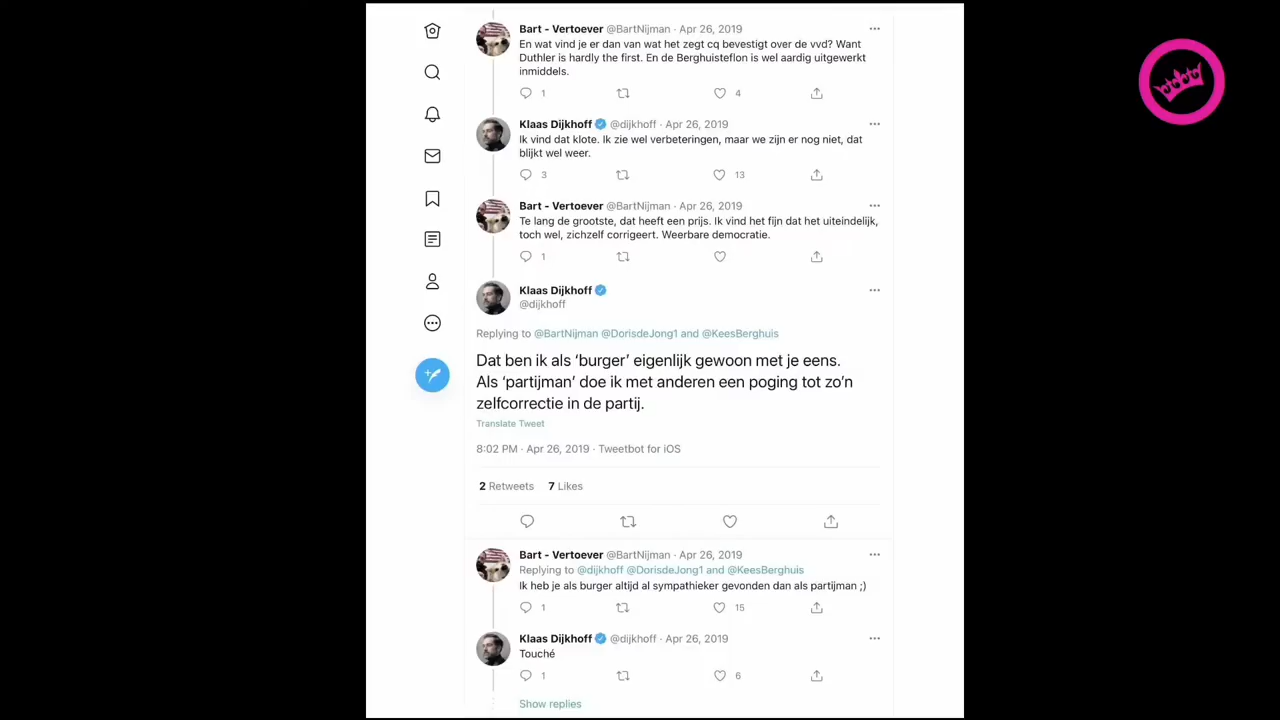 Bart - Vertoever @BartNijman · Apr 26, 2019
En wat vind je er dan van wat het zegt cq bevestigt over de vvd? Want
Duthler is hardly the first. En de Berghuisteflon is wel aardig uitgewerkt
inmiddels.
1 4
Klaas Dijkhoff @dijkhoff · Apr 26, 2019
Ik vind dat klote. Ik zie wel verbeteringen, maar we zijn er nog niet, dat
blijkt wel weer.
3 13
Bart - Vertoever @BartNijman · Apr 26, 2019
Te lang de grootste, dat heeft een prijs. Ik vind het fijn dat het uiteindelijk,
toch wel, zichzelf corrigeert. Weerbare democratie.
1
Klaas Dijkhoff
@dijkhoff
Replying to @BartNijman @DorisdeJong1 and @KeesBerghuis
Dat ben ik als ‘burger’ eigenlijk gewoon met je eens.
Als ‘partijman’ doe ik met anderen een poging tot zo’n
zelfcorrectie in de partij.
Translate Tweet
8:02 PM · Apr 26, 2019 · Tweetbot for iOS
2 Retweets 7 Likes
Bart - Vertoever @BartNijman · Apr 26, 2019
Replying to @dijkhoff @DorisdeJong1 and @KeesBerghuis
Ik heb je als burger altijd al sympathieker gevonden dan als partijman ;)
1 15
Klaas Dijkhoff @dijkhoff · Apr 26, 2019
Touché
1 6
Show replies